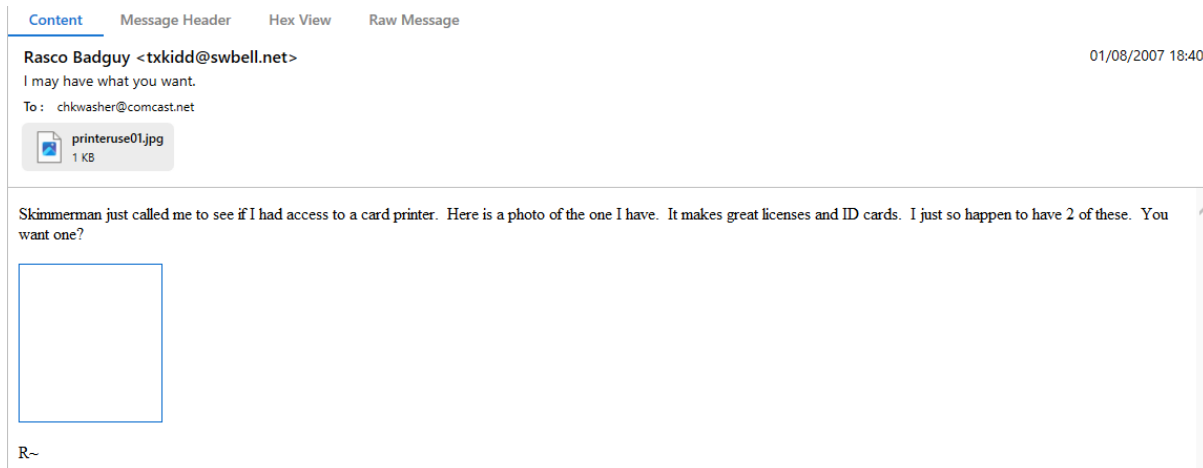 Content Message Header Hex View Raw Message
Rasco Badguy <txkidd@swbell.net> 01/08/2007 18:40
I may have what you want.
To : chkwasher@comcast.net
printeruse01.jpg
1 KB
Skimmerman just called me to see if I had access to a card printer. Here is a photo of the one I have. It makes great licenses and ID cards. I just so happen to have 2 of these. You
want one?
R~